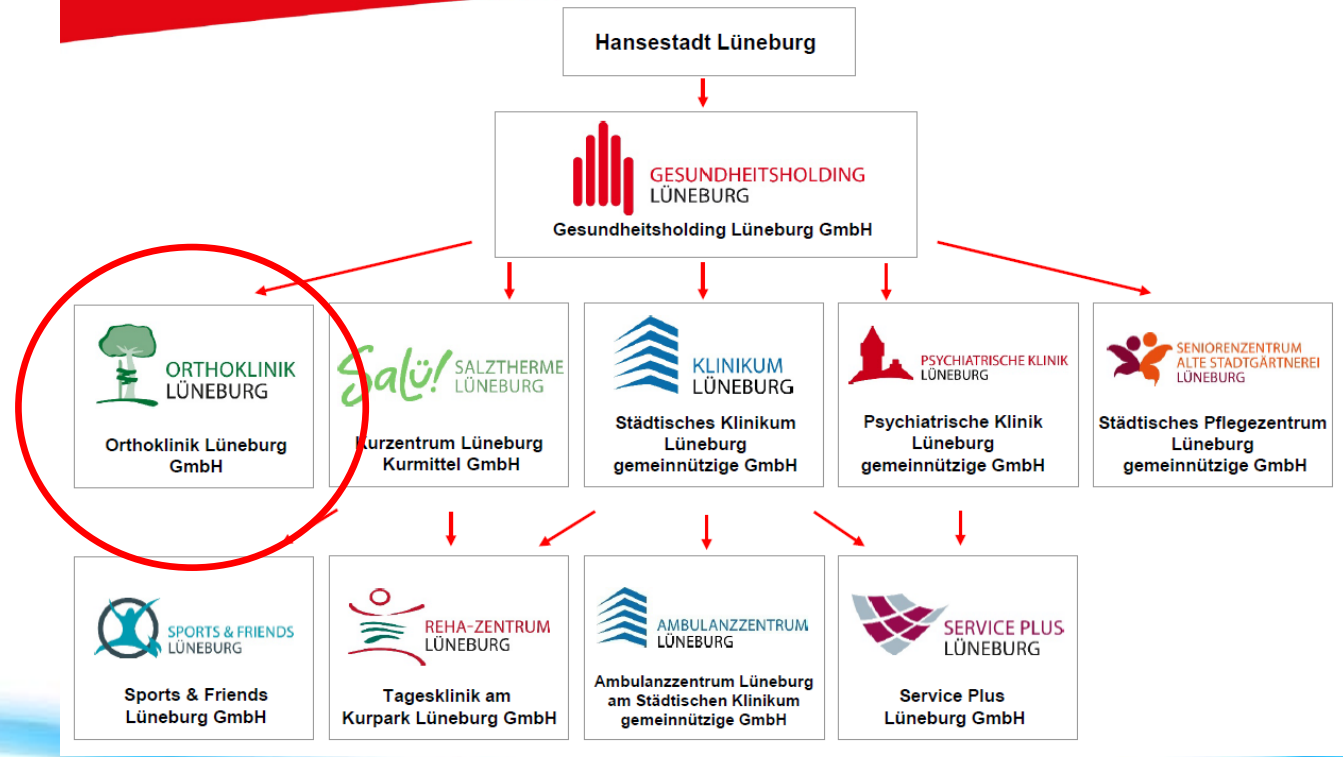 Hansestadt Lüneburg
GESUNDHEITSHOLDING
LÜNEBURG
Gesundheitsholding Lüneburg GmbH
ORTHOKLINIK
LÜNEBURG
Orthoklinik Lüneburg
GmbH
Salü! SALZTHERME
LÜNEBURG
Kurzentrum Lüneburg
Kurmittel GmbH
KLINIKUM
LÜNEBURG
Städtisches Klinikum
Lüneburg
gemeinnützige GmbH
PSYCHIATRISCHE KLINIK
LÜNEBURG
Psychiatrische Klinik
Lüneburg
gemeinnützige GmbH
SENIORENZENTRUM
ALTE STADTGÄRTNEREI
LÜNEBURG
Städtisches Pflegezentrum
Lüneburg
gemeinnützige GmbH
SPORTS & FRIENDS
LÜNEBURG
Sports & Friends
Lüneburg GmbH
REHA-ZENTRUM
LÜNEBURG
Tagesklinik am
Kurpark Lüneburg GmbH
AMBULANZZENTRUM
LÜNEBURG
Ambulanzzentrum Lüneburg
am Städtischen Klinikum
gemeinnützige GmbH
SERVICE PLUS
LÜNEBURG
Service Plus
Lüneburg GmbH